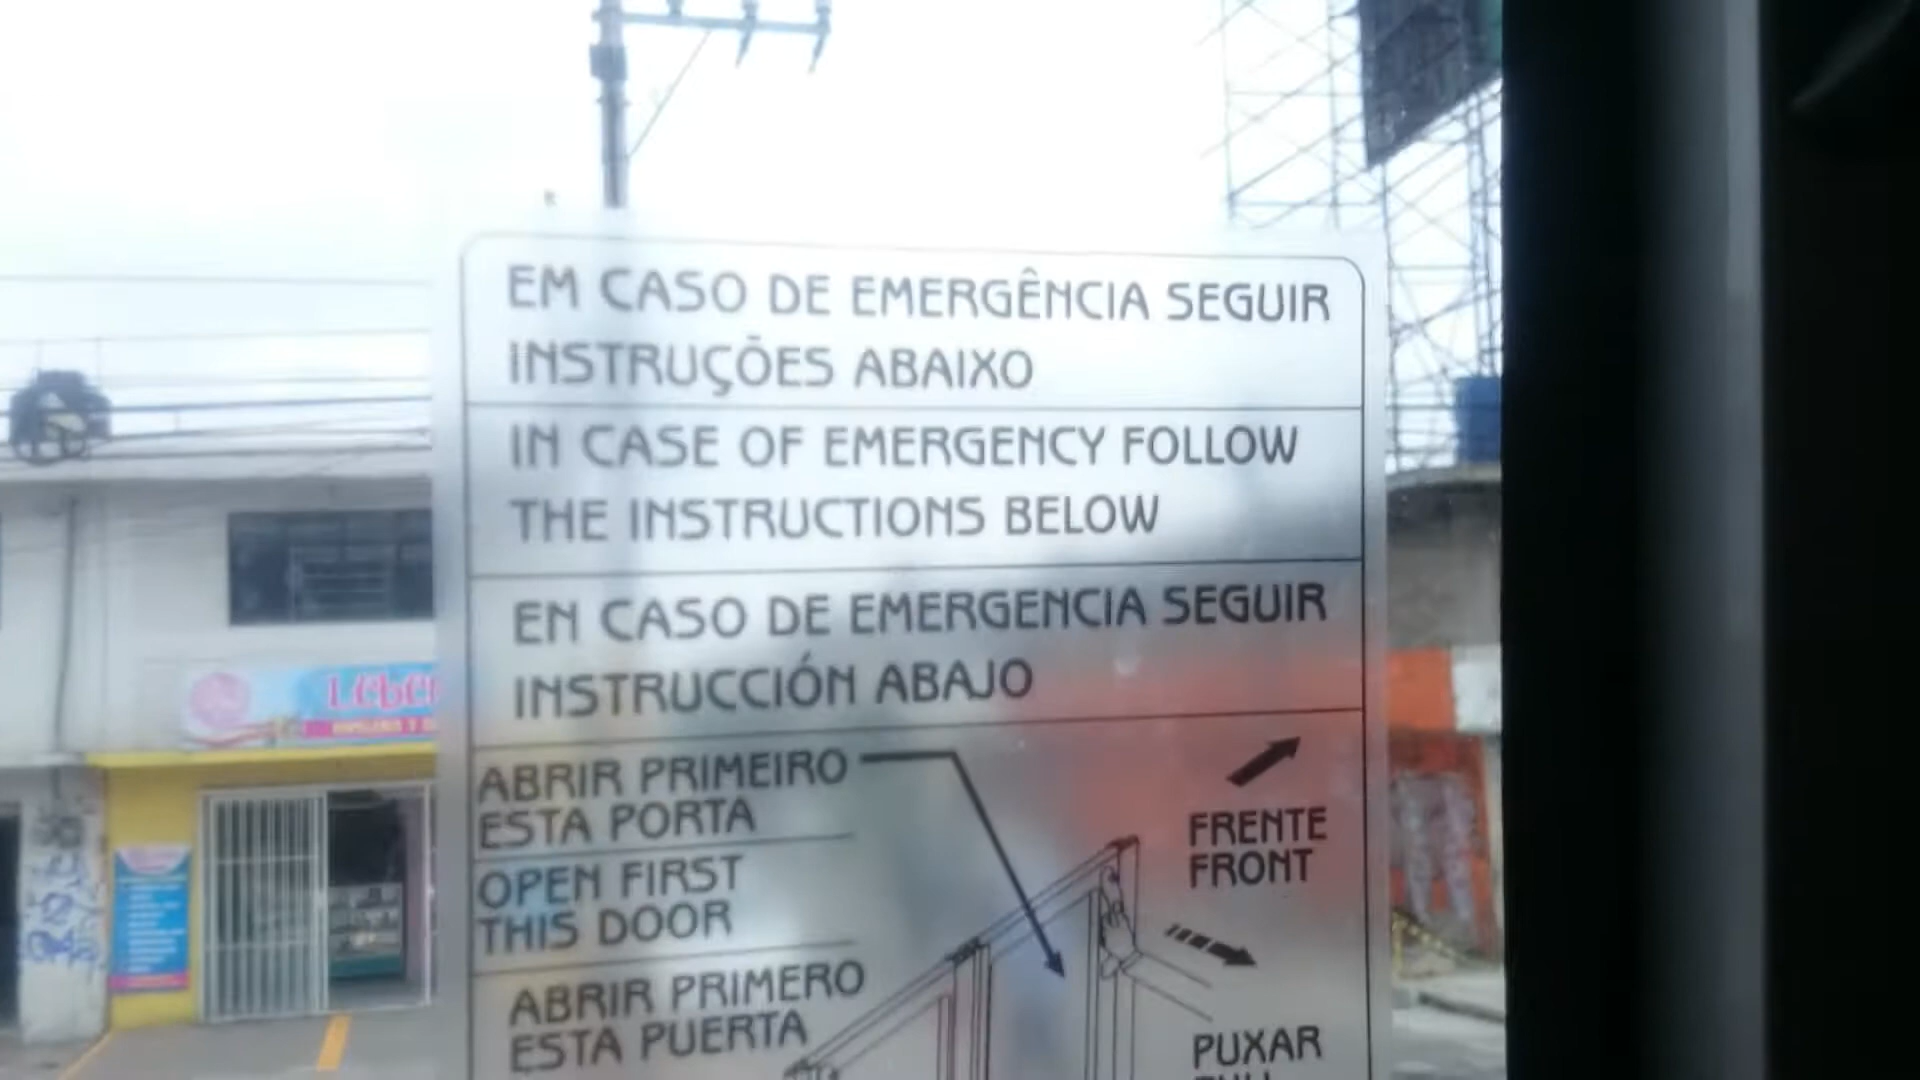 EM CASO DE EMERGÊNCIA SEGUIR
INSTRUÇÕES ABAIXO
IN CASE OF EMERGENCY FOLLOW
THE INSTRUCTIONS BELOW
EN CASO DE EMERGENCIA SEGUIR
INSTRUCCIÓN ABAJO
ABRIR PRIMEIRO
ESTA PORTA
OPEN FIRST
THIS DOOR
ABRIR PRIMERO
ESTA PUERTA
FRENTE
FRONT
PUXAR